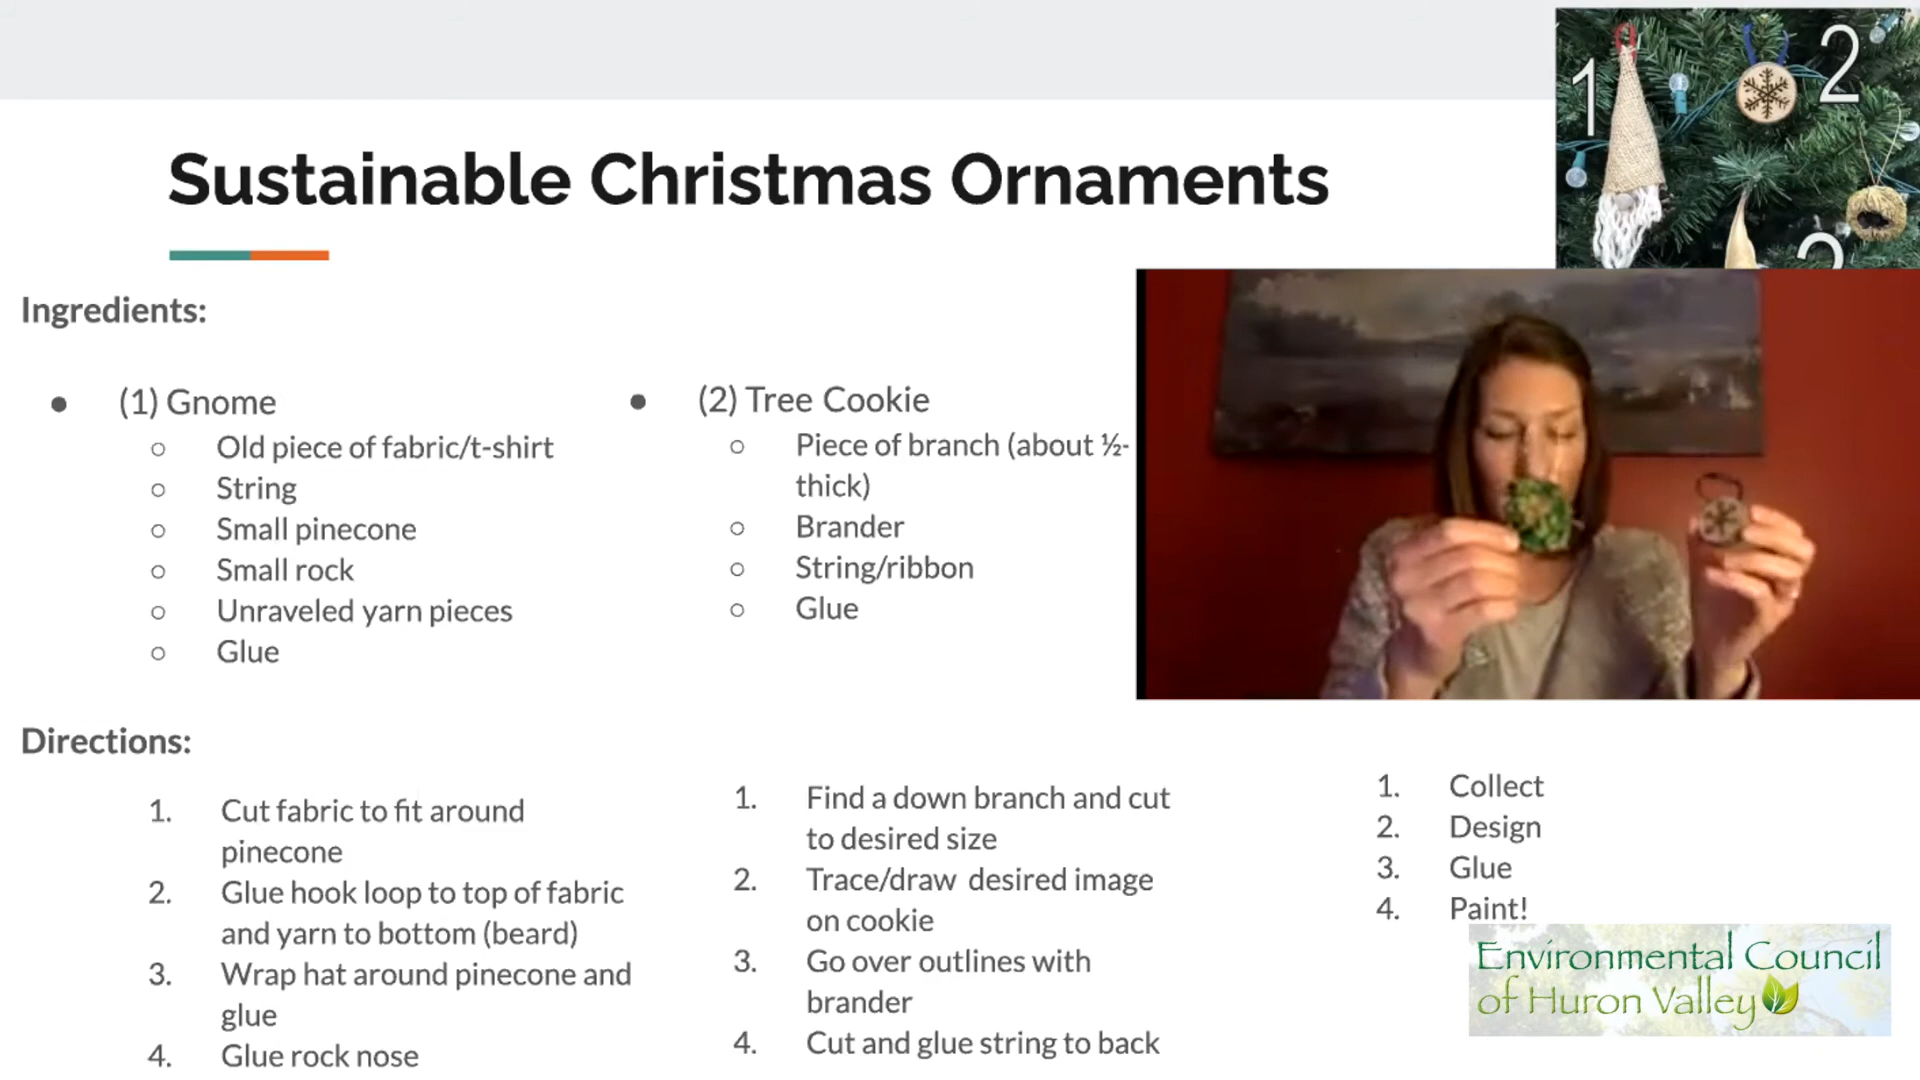 Sustainable Christmas Ornaments
1
2
Ingredients:
(1) Gnome
Old piece of fabric/t-shirt
String
Small pinecone
Small rock
Unraveled yarn pieces
Glue
(2) Tree Cookie
Piece of branch (about ½-
thick)
Brander
String/ribbon
Glue
Directions:
1. Cut fabric to fit around
pinecone
2. Glue hook loop to top of fabric
and yarn to bottom (beard)
3. Wrap hat around pinecone and
glue
4. Glue rock nose
1. Find a down branch and cut
to desired size
2. Trace/draw desired image
on cookie
3. Go over outlines with
brander
4. Cut and glue string to back
1. Collect
2. Design
3. Glue
4. Paint!
Environmental Council
of Huron Valley